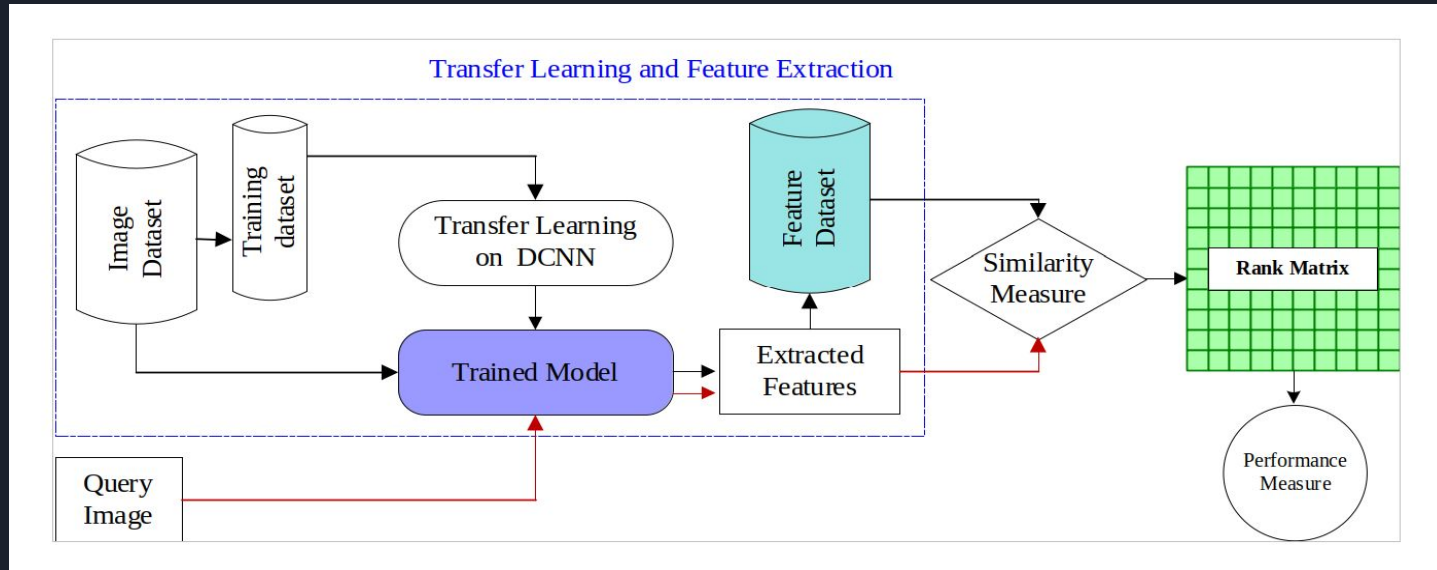 Transfer Learning and Feature Extraction
Image
Dataset
Training
dataset
Transfer Learning
on DCNN
Feature
Dataset
Similarity
Measure
Rank Matrix
Trained Model
Extracted
Features
Query
Image
Performance
Measure